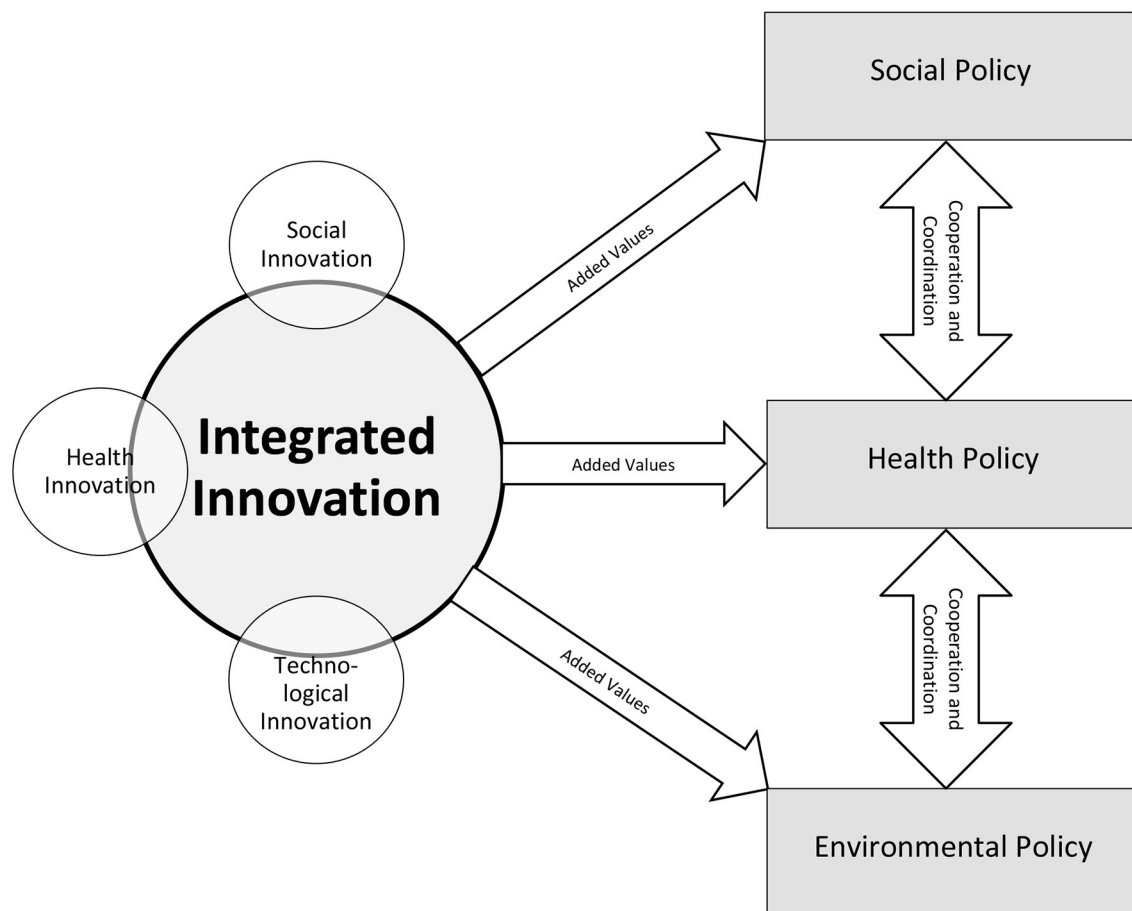 Social Policy
Social
Innovation
Added Values
Cooperation and
Coordination
Health
Innovation
Integrated
Innovation
Added Values
Health Policy
Techno-
logical
Innovation
Added Values
Cooperation and
Coordination
Environmental Policy